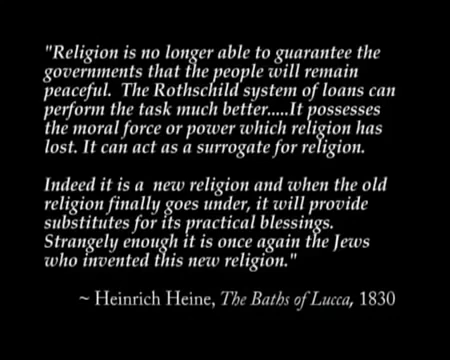 "Religion is no longer able to guarantee the
governments that the people will remain
peaceful.  The Rothschild system of loans can
perform the task much better.....It possesses
the moral force or power which religion has
lost. It can act as a surrogate for religion.
Indeed it is a  new religion and when the old
religion finally goes under, it will provide
substitutes for its practical blessings.
Strangely enough it is once again the Jews
who invented this new religion."
~ Heinrich Heine, The Baths of Lucca, 1830